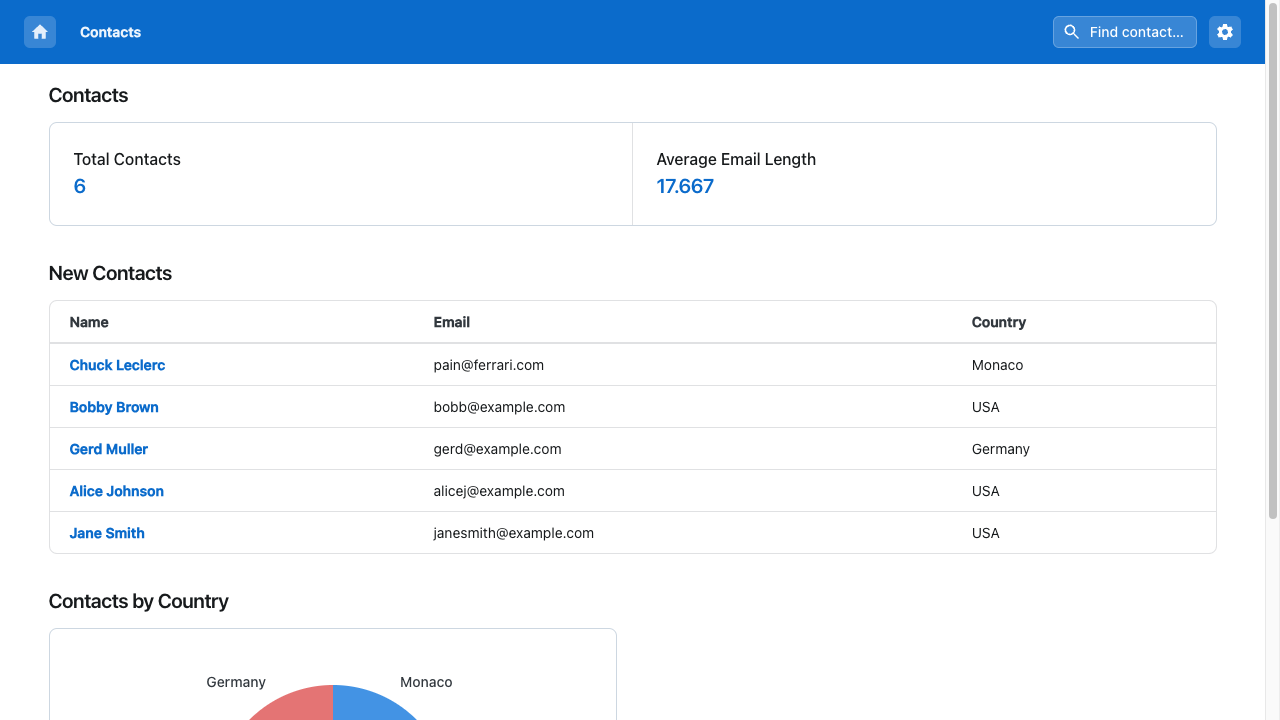 Contacts
Find contact...
Contacts
Total Contacts
6
Average Email Length
17.667
New Contacts
Name Email Country
Chuck Leclerc pain@ferrari.com Monaco
Bobby Brown bobb@example.com USA
Gerd Muller gerd@example.com Germany
Alice Johnson alicej@example.com USA
Jane Smith janesmith@example.com USA
Contacts by Country
Germany Monaco